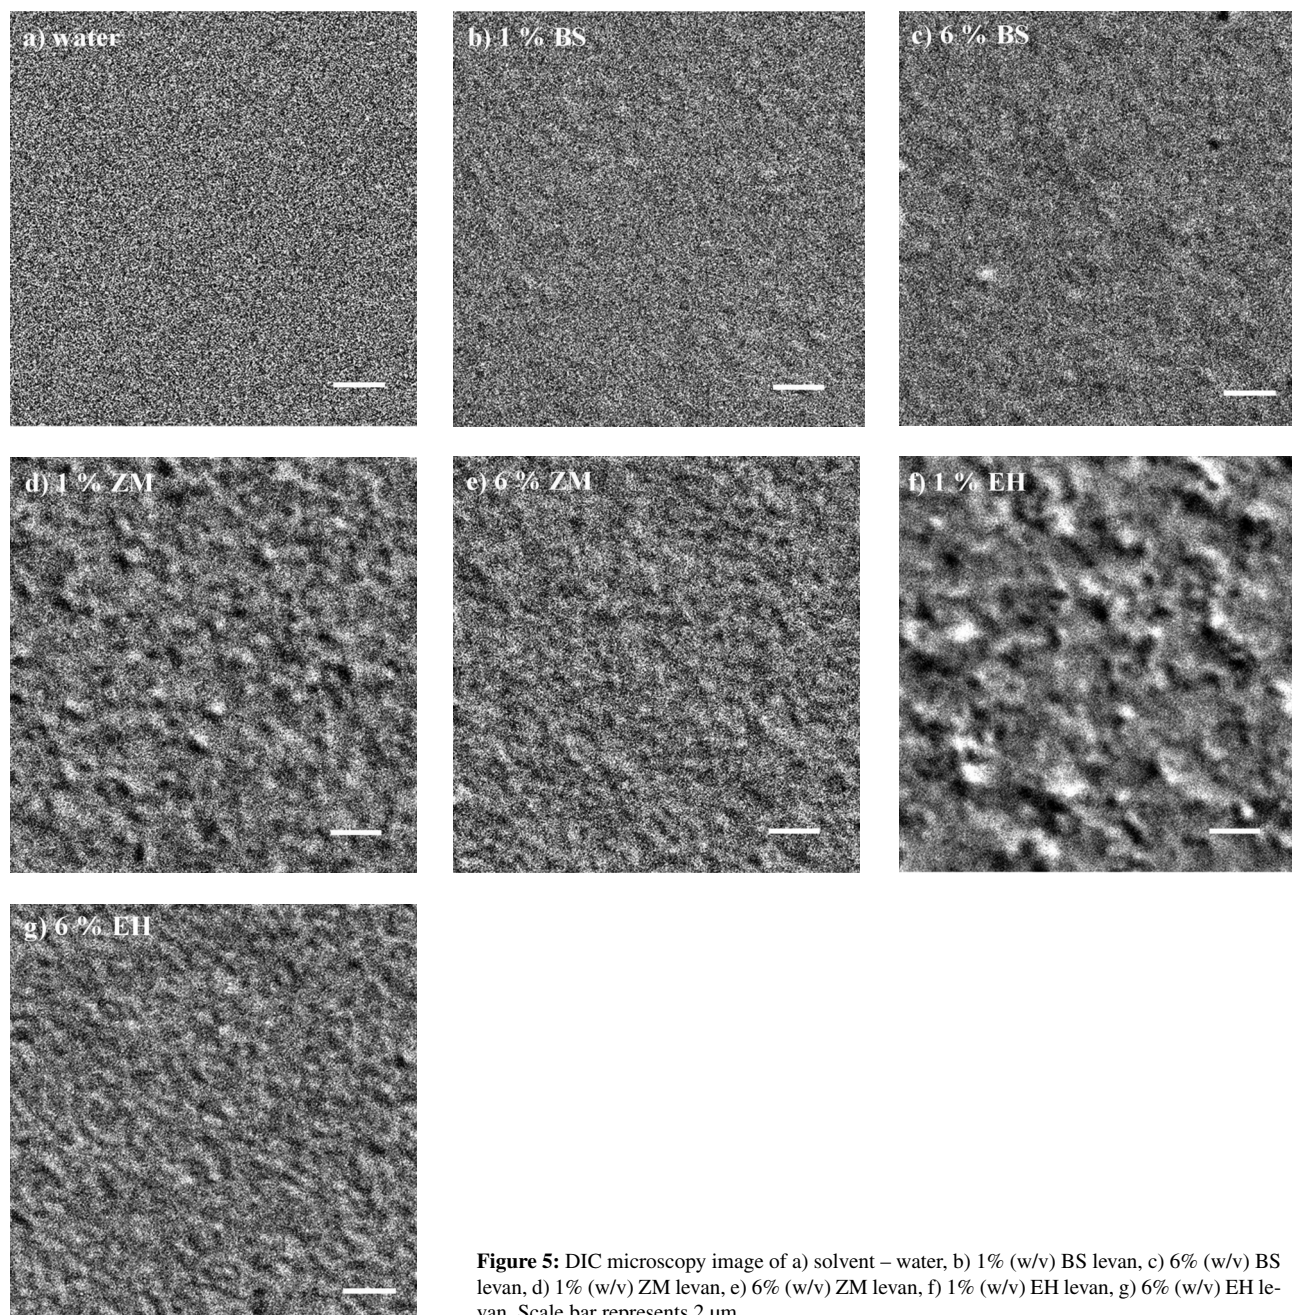 a) water
b) 1 % BS
c) 6 % BS
d) 1 % ZM
e) 6 % ZM
f) 1 % EH
g) 6 % EH
Figure 5: DIC microscopy image of a) solvent – water, b) 1% (w/v) BS levan, c) 6% (w/v) BS
levan, d) 1% (w/v) ZM levan, e) 6% (w/v) ZM levan, f) 1% (w/v) EH levan, g) 6% (w/v) EH le-
van. Scale bar represents 2 µm